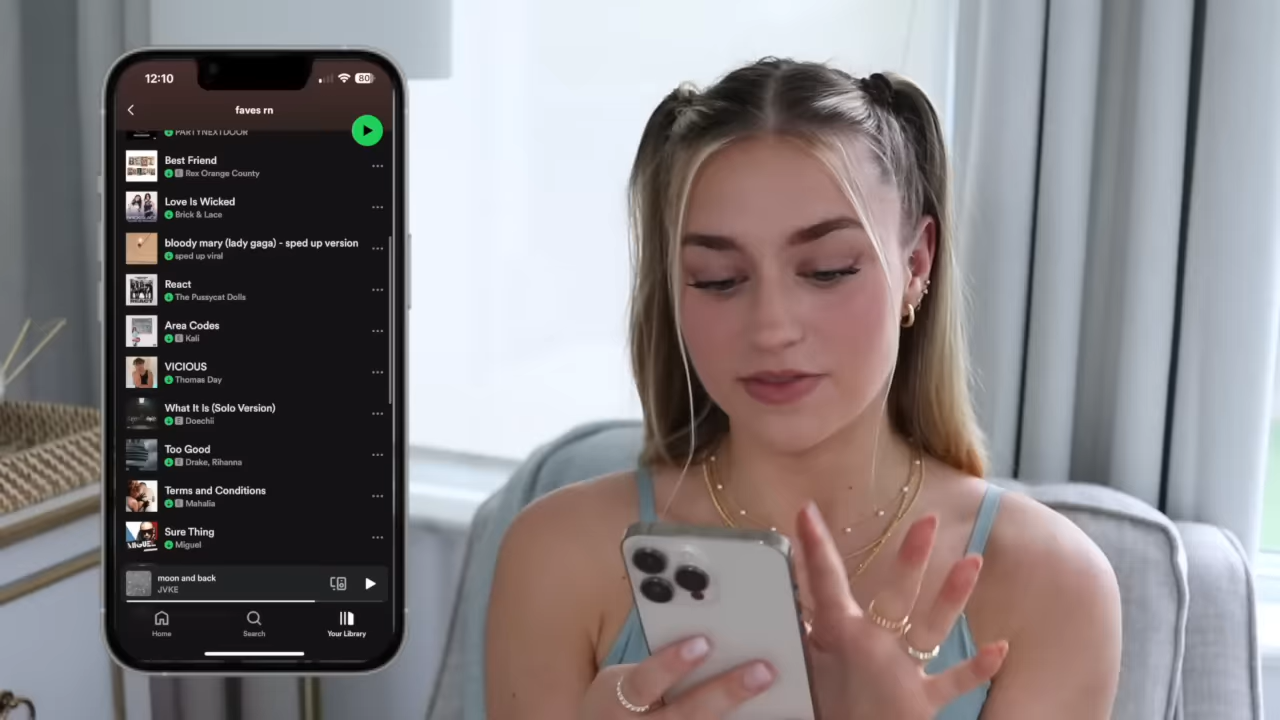 12:10
80
faves rn
PARTYNEXTDOOR
Best Friend
E Rex Orange County
Love Is Wicked
Brick & Lace
bloody mary (lady gaga) - sped up version
sped up viral
React
REACT
The Pussycat Dolls
Area Codes
E Kali
VICIOUS
Thomas Day
What It Is (Solo Version)
E Doechii
Too Good
E Drake, Rihanna
Terms and Conditions
E Mahalia
Sure Thing
MIGUEL
Miguel
moon and back
JVKE
Home
Search
Your Library